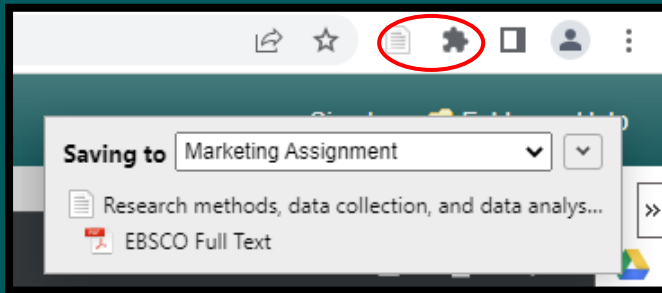 Saving to Marketing Assignment
Research methods, data collection, and data analys...
EBSCO Full Text